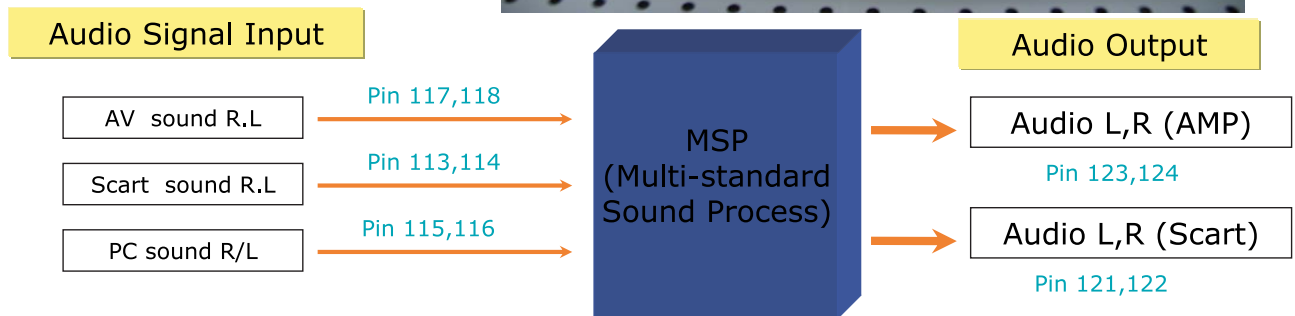 Audio Signal Input
Audio Output
AV sound R.L
Pin 117,118
Scart sound R.L
Pin 113,114
PC sound R/L
Pin 115,116
MSP
(Multi-standard
Sound Process)
Audio L,R (AMP)
Pin 123,124
Audio L,R (Scart)
Pin 121,122